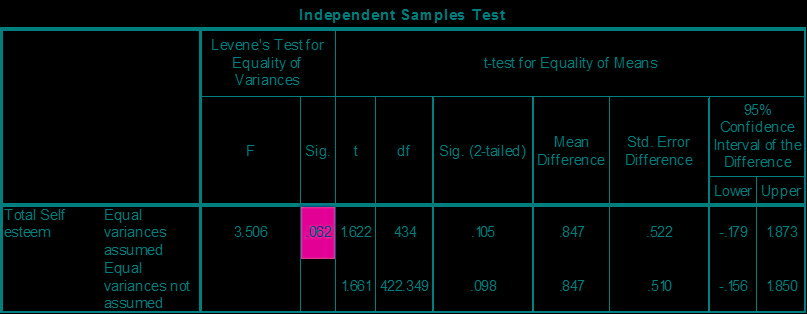 Independent Samples Test
Levene's Test for
Equality of
Variances
t-test for Equality of Means
F
Sig.
t
df
Sig. (2-tailed)
Mean
Difference
Std. Error
Difference
95%
Confidence
Interval of the
Difference
Lower Upper
Total Self
esteem
Equal
variances
assumed
3.506 .062 1.622 434 .105 .847 .522 -.179 1.873
Equal
variances not
assumed
1.661 422.349 .098 .847 .510 -.156 1.850